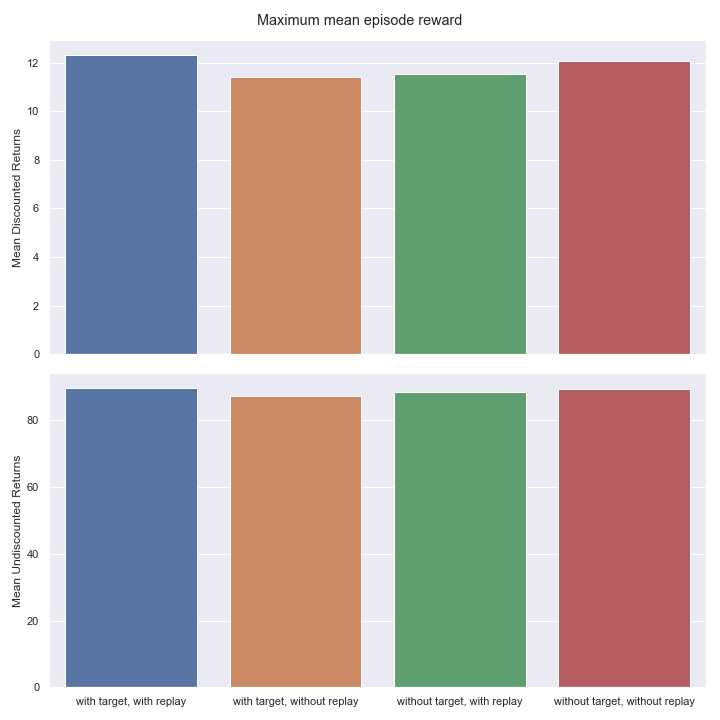 Maximum mean episode reward
Mean Discounted Returns
12
10
8
6
4
2
0
Mean Undiscounted Returns
80
60
40
20
0
with target, with replay
with target, without replay
without target, with replay
without target, without replay